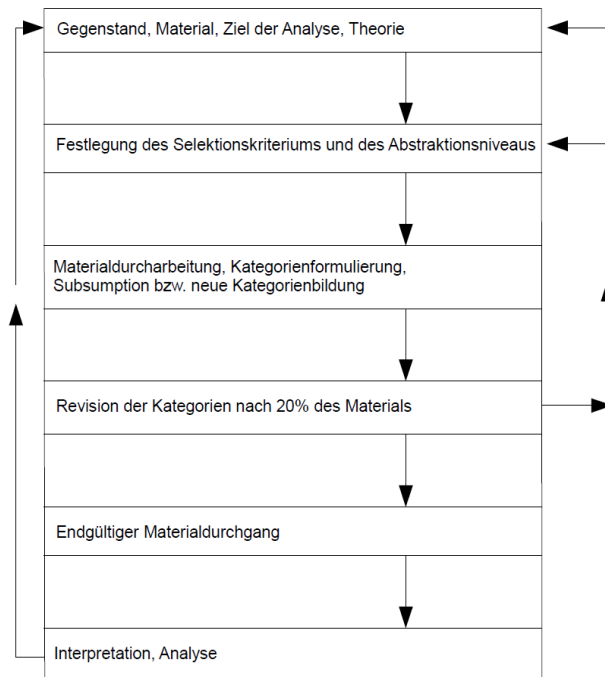 Gegenstand, Material, Ziel der Analyse, Theorie
Festlegung des Selektionskriteriums und des Abstraktionsniveaus
Materialdurcharbeitung, Kategorienformulierung,
Subsumption bzw. neue Kategorienbildung
Revision der Kategorien nach 20% des Materials
Endgültiger Materialdurchgang
Interpretation, Analyse